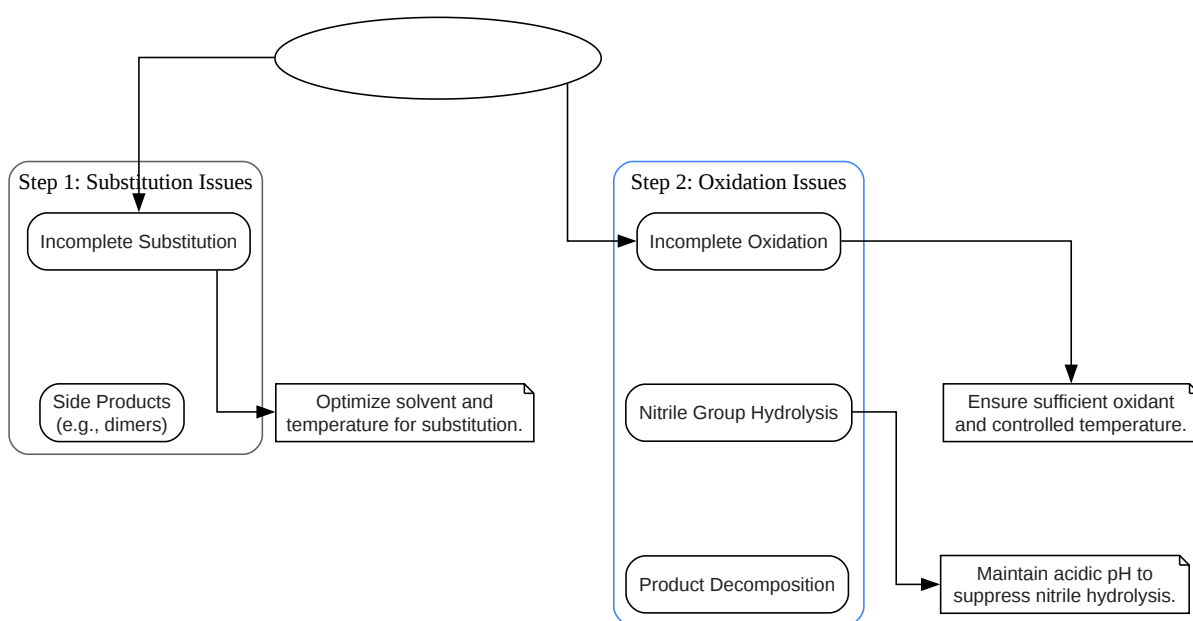 Step 1: Substitution Issues
Incomplete Substitution
Side Products
(e.g., dimers)
Optimize solvent and
temperature for substitution.
Step 2: Oxidation Issues
Incomplete Oxidation
Nitrile Group Hydrolysis
Product Decomposition
Ensure sufficient oxidant
and controlled temperature.
Maintain acidic pH to
suppress nitrile hydrolysis.